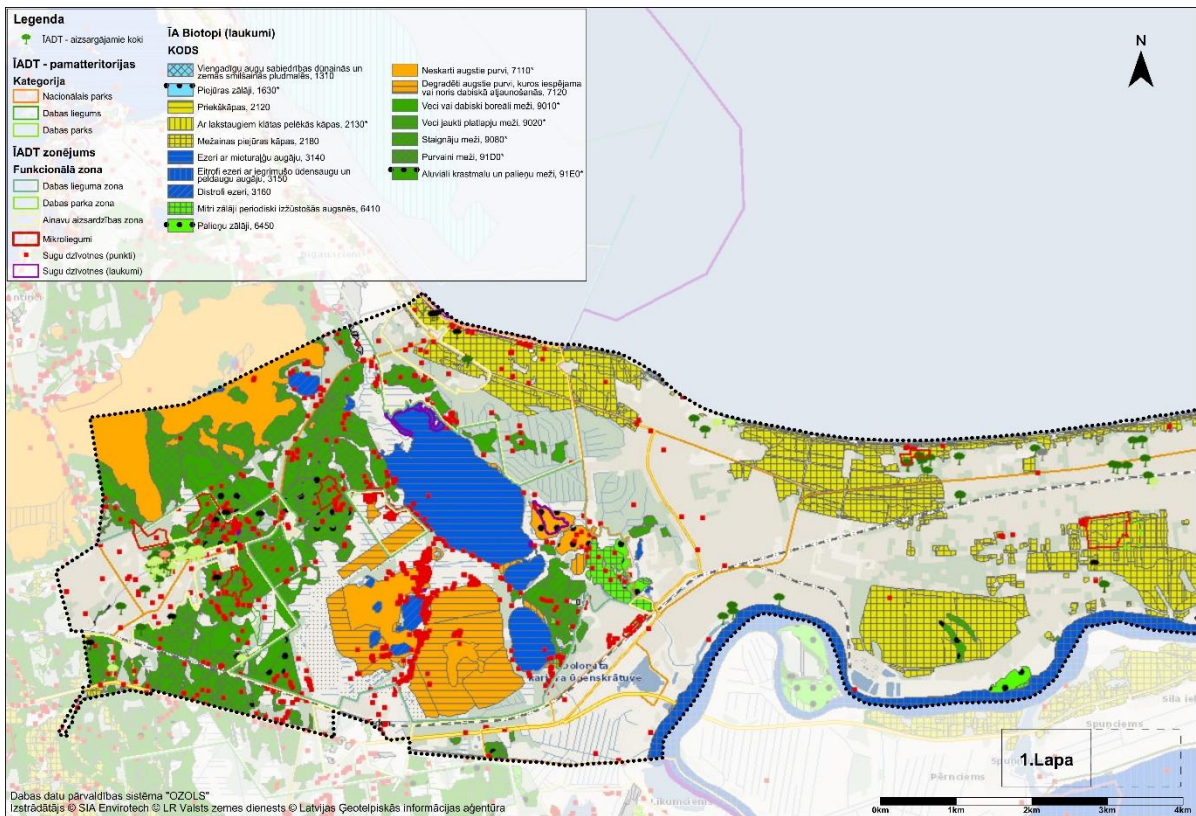 Legenda
ĪADT - aizsargājamie koki
ĪADT - pamatteritorijas
Kategorija
Nacionālais parks
Dabas liegums
Dabas parks
ĪADT zonējums
Funkcionālā zona
Dabas lieguma zona
Dabas parka zona
Ainavu aizsardzības zona
Mikroliegumi
Sugu dzīvotnes (punkti)
Sugu dzīvotnes (laukumi)
ĪA Biotopi (laukumi)
KODS
Viengadīgu augu sabiedrības dūņainās un
zemās smilšainās pludmalēs, 1310
Piejūras zālāji, 1630*
Priekškāpas, 2120
Ar lakstaugiem klātas pelēkās kāpas, 2130*
Mežainas piejūras kāpas, 2180
Ezeri ar mieturaļģu augāju, 3140
Eitrofi ezeri ar iegrimušo ūdensaugu un
peldaugu augāju, 3150
Distrofi ezeri, 3160
Mitri zālāji periodiski izžūstošās augsnēs, 6410
Palieņu zālāji, 6450
Neskarti augstie purvi, 7110*
Degradēti augstie purvi, kuros iespējama
vai noris dabiskā atjaunošanās, 7120
Veci vai dabiski boreāli meži, 9010*
Veci jaukti platlapju meži, 9020*
Staignāju meži, 9080*
Purvaini meži, 91D0*
Aluviāli krastmalu un palieņu meži, 91E0*
N
Bigauņciems
Sila
Spuņciems
1.Lapa
Pērnciems
Dabas datu pārvaldības sistēma "OZOLS"
Izstrādātājs © SIA Envirotech © LR Valsts zemes dienests © Latvijas Ģeotelpiskās informācijas aģentūra
0km 1km 2km 3km 4km